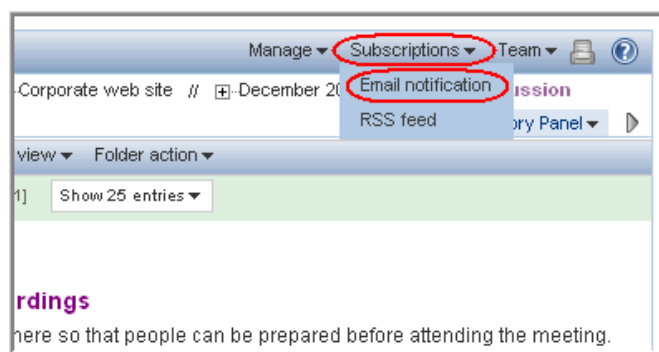 Manage Subscriptions Team ?
Corporate web site // + December 20 Email notification ussion
RSS feed ory Panel
view Folder action
1] Show 25 entries
rdings
here so that people can be prepared before attending the meeting.